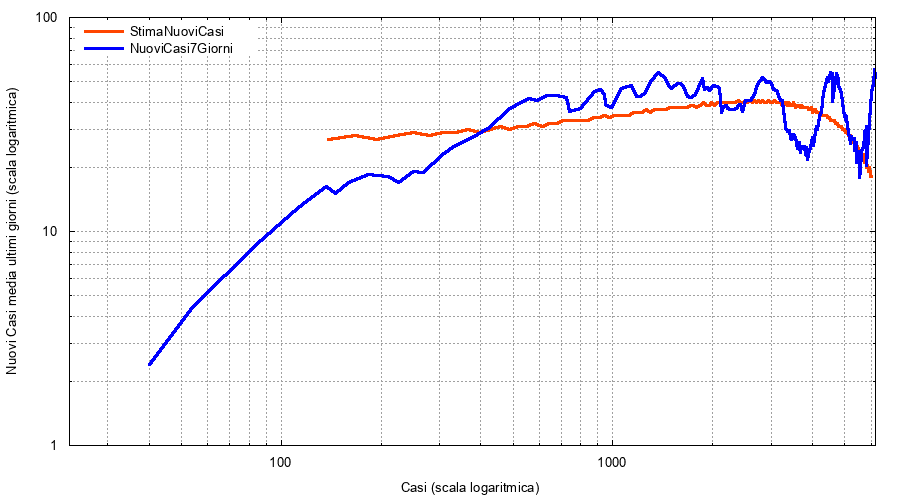 100
StimaNuoviCasi
NuoviCasi7Giorni
Nuovi Casi media ultimi giorni (scala logaritmica)
10
1
100
1000
Casi (scala logaritmica)